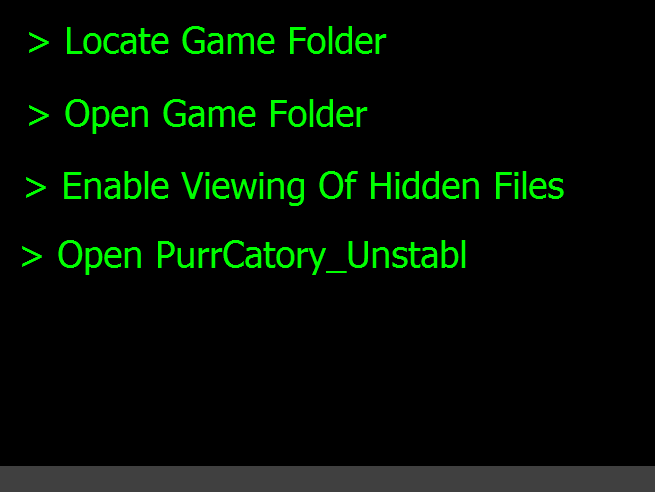 > Locate Game Folder
> Open Game Folder
> Enable Viewing Of Hidden Files
> Open PurrCatory_Unstabl